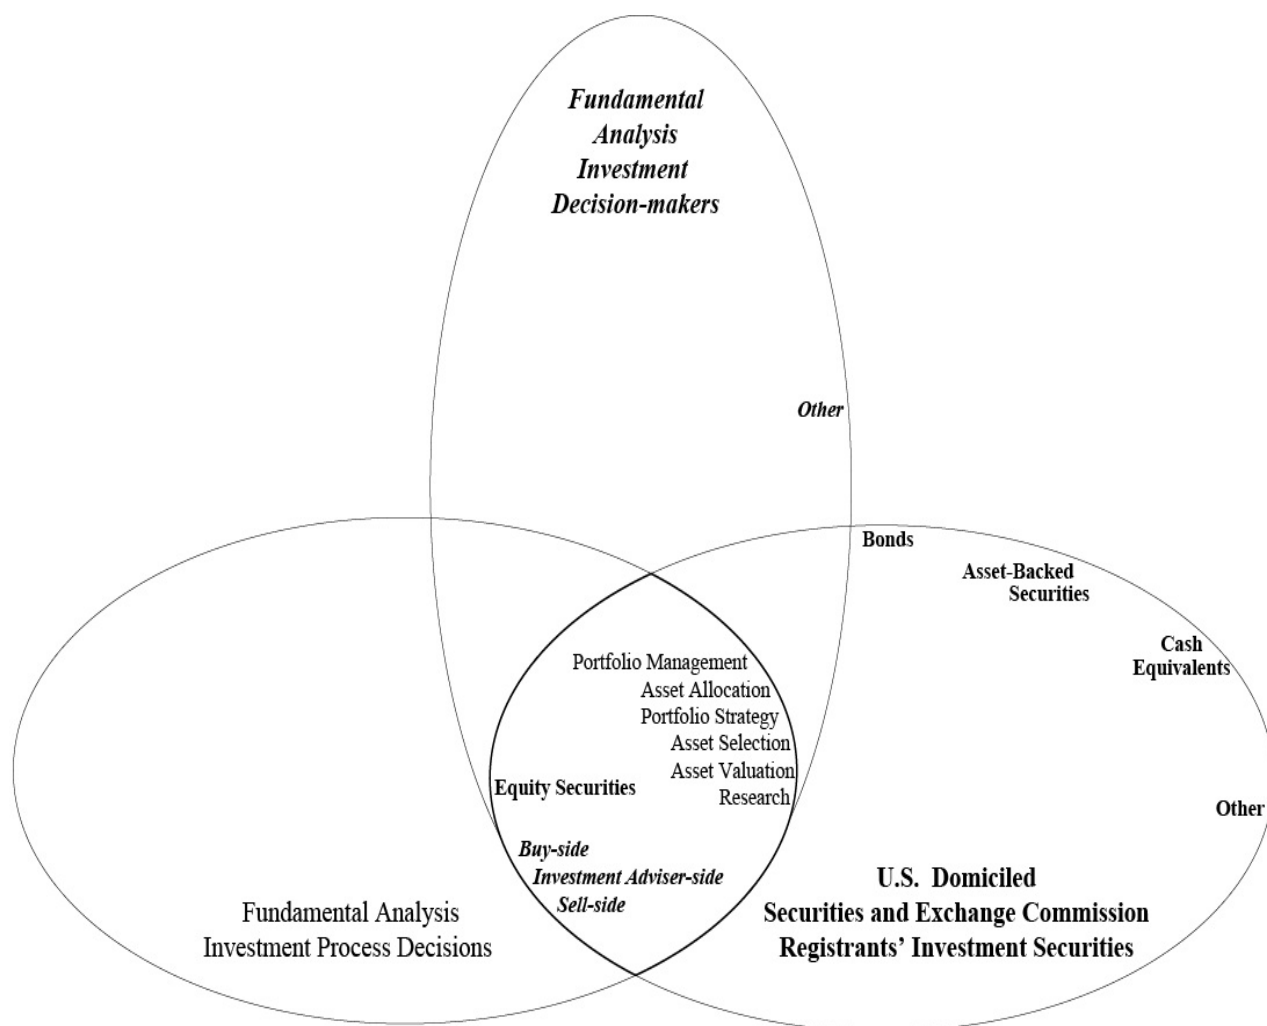 Fundamental
Analysis
Investment
Decision-makers
Other
Bonds
Asset-Backed
Securities
Cash
Equivalents
Portfolio Management
Asset Allocation
Portfolio Strategy
Asset Selection
Asset Valuation
Research
Equity Securities
Other
Buy-side
Investment Adviser-side
Sell-side
Fundamental Analysis
Investment Process Decisions
U.S. Domiciled
Securities and Exchange Commission
Registrants’ Investment Securities